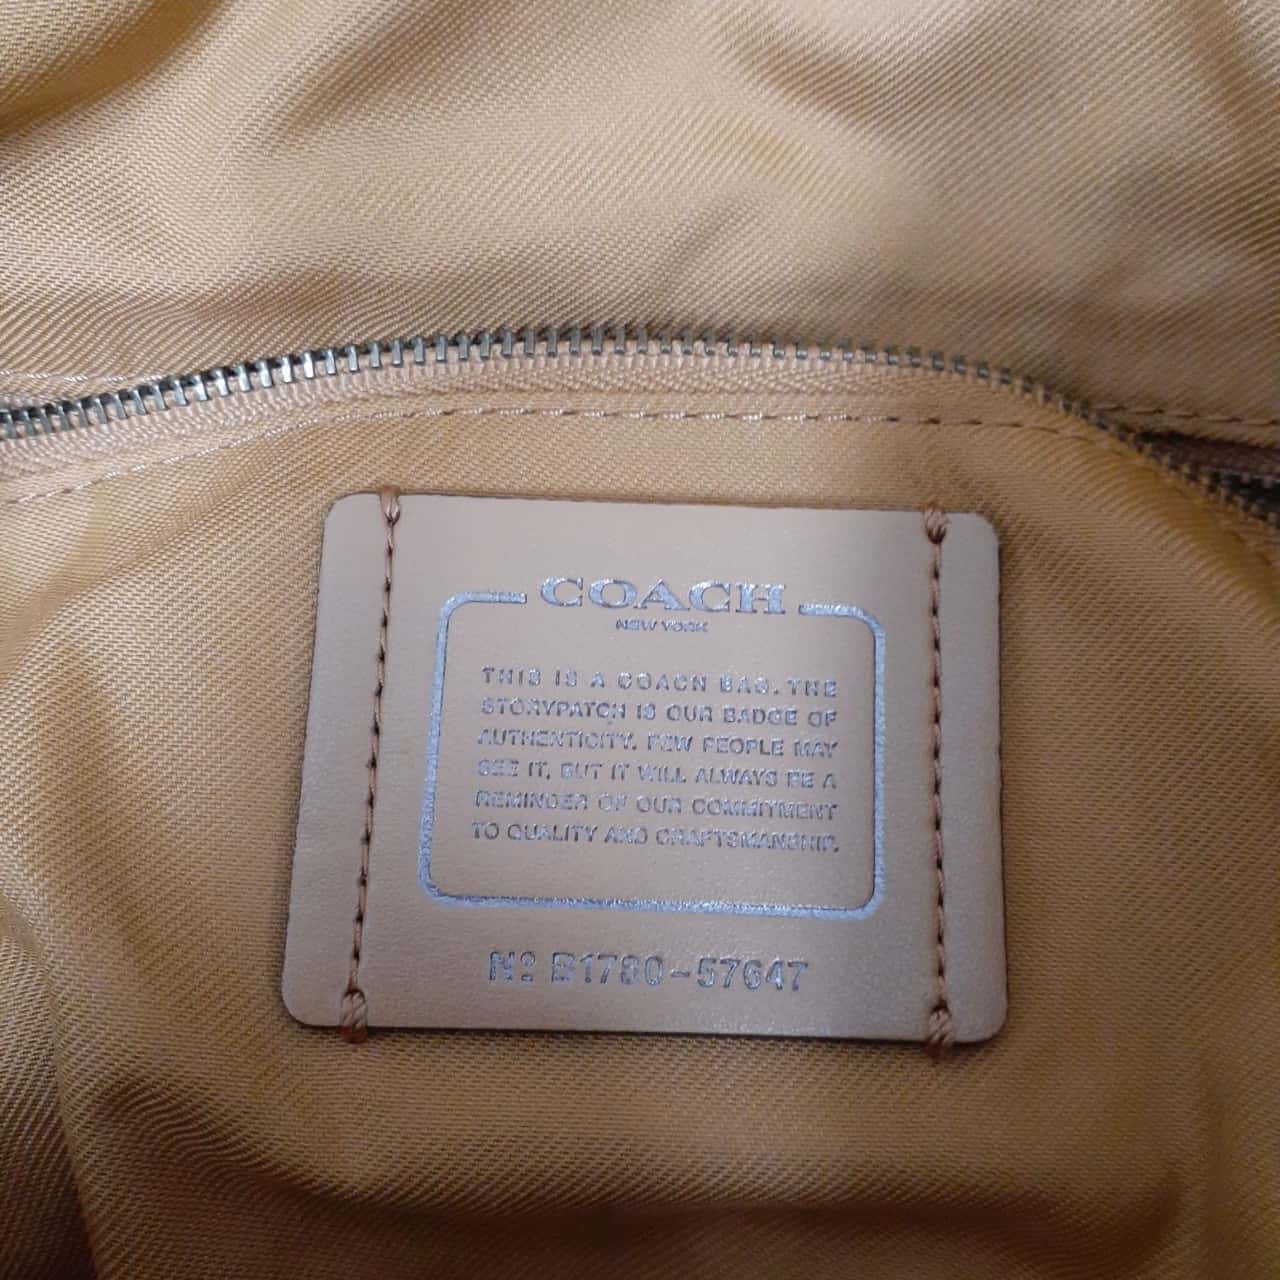 COACH
NEW YORK
THIS IS A COACH BAG. THE
STORYPATCH IS OUR BADGE OF
AUTHENTICITY. FEW PEOPLE MAY
SEE IT, BUT IT WILL ALWAYS BE A
REMINDER OF OUR COMMITMENT
TO QUALITY AND CRAFTSMANSHIP.
Nº B1780-57647